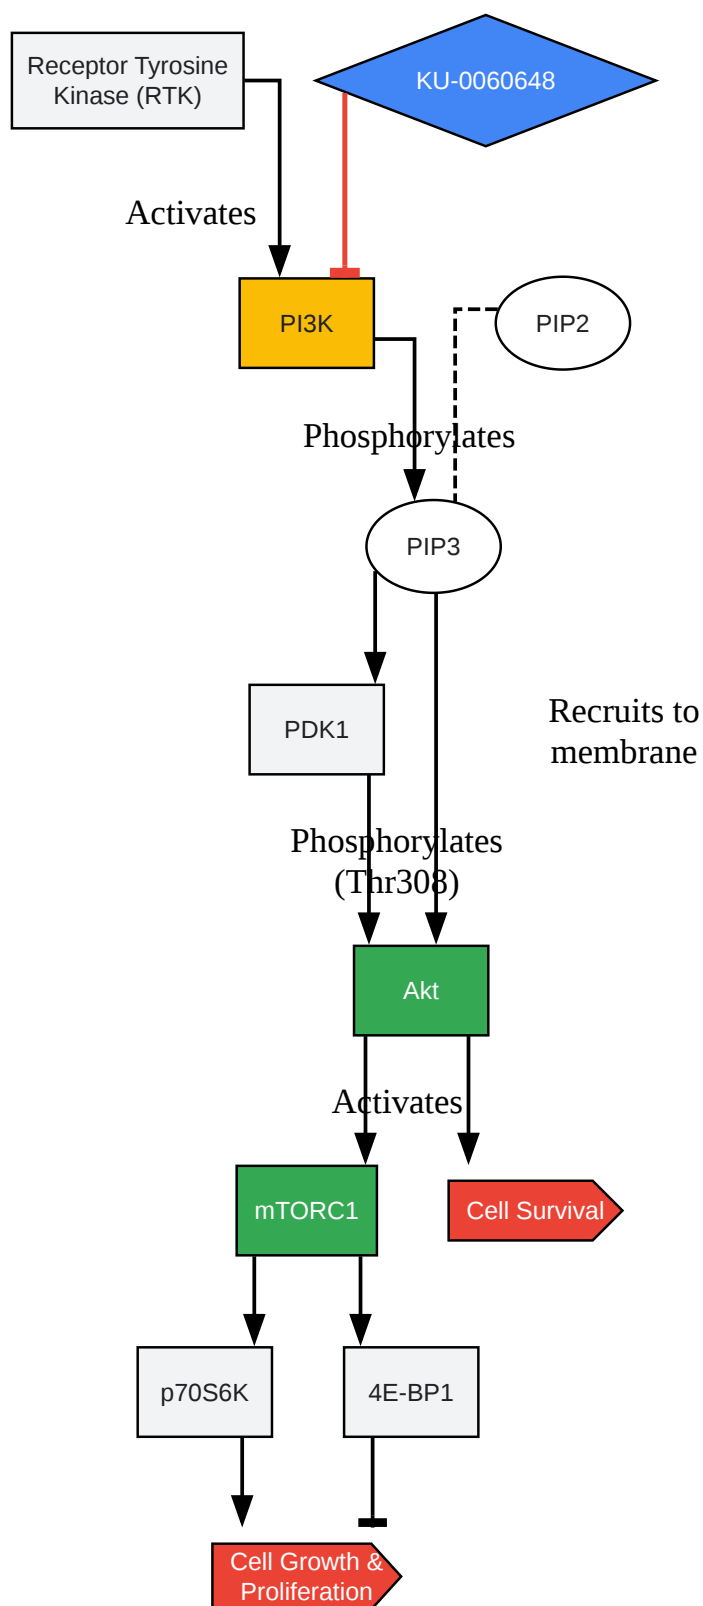 Receptor Tyrosine
Kinase (RTK)
KU-0060648
Activates
PI3K
PIP2
Phosphorylates
PIP3
PDK1
Recruits to
membrane
Phosphorylates
(Thr308)
Akt
Activates
mTORC1
Cell Survival
p70S6K
4E-BP1
Cell Growth &
Proliferation